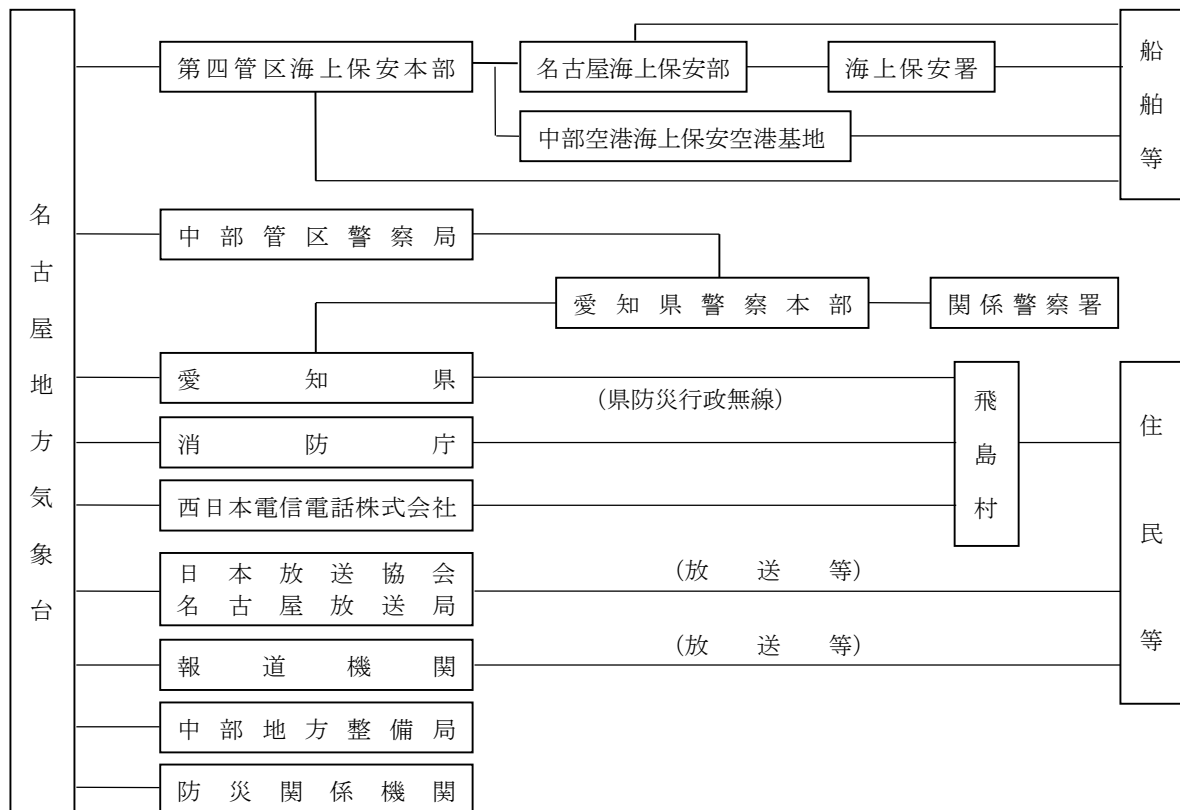 名古屋地方気象台
第四管区海上保安本部
名古屋海上保安部
海上保安署
船舶等
中部空港海上保安空港基地
中部管区警察局
愛知県警察本部
関係警察署
愛知県
（県防災行政無線）
飛島村
住民等
消防庁
西日本電信電話株式会社
日本放送協会
名古屋放送局
（放送等）
報道機関
（放送等）
中部地方整備局
防災関係機関